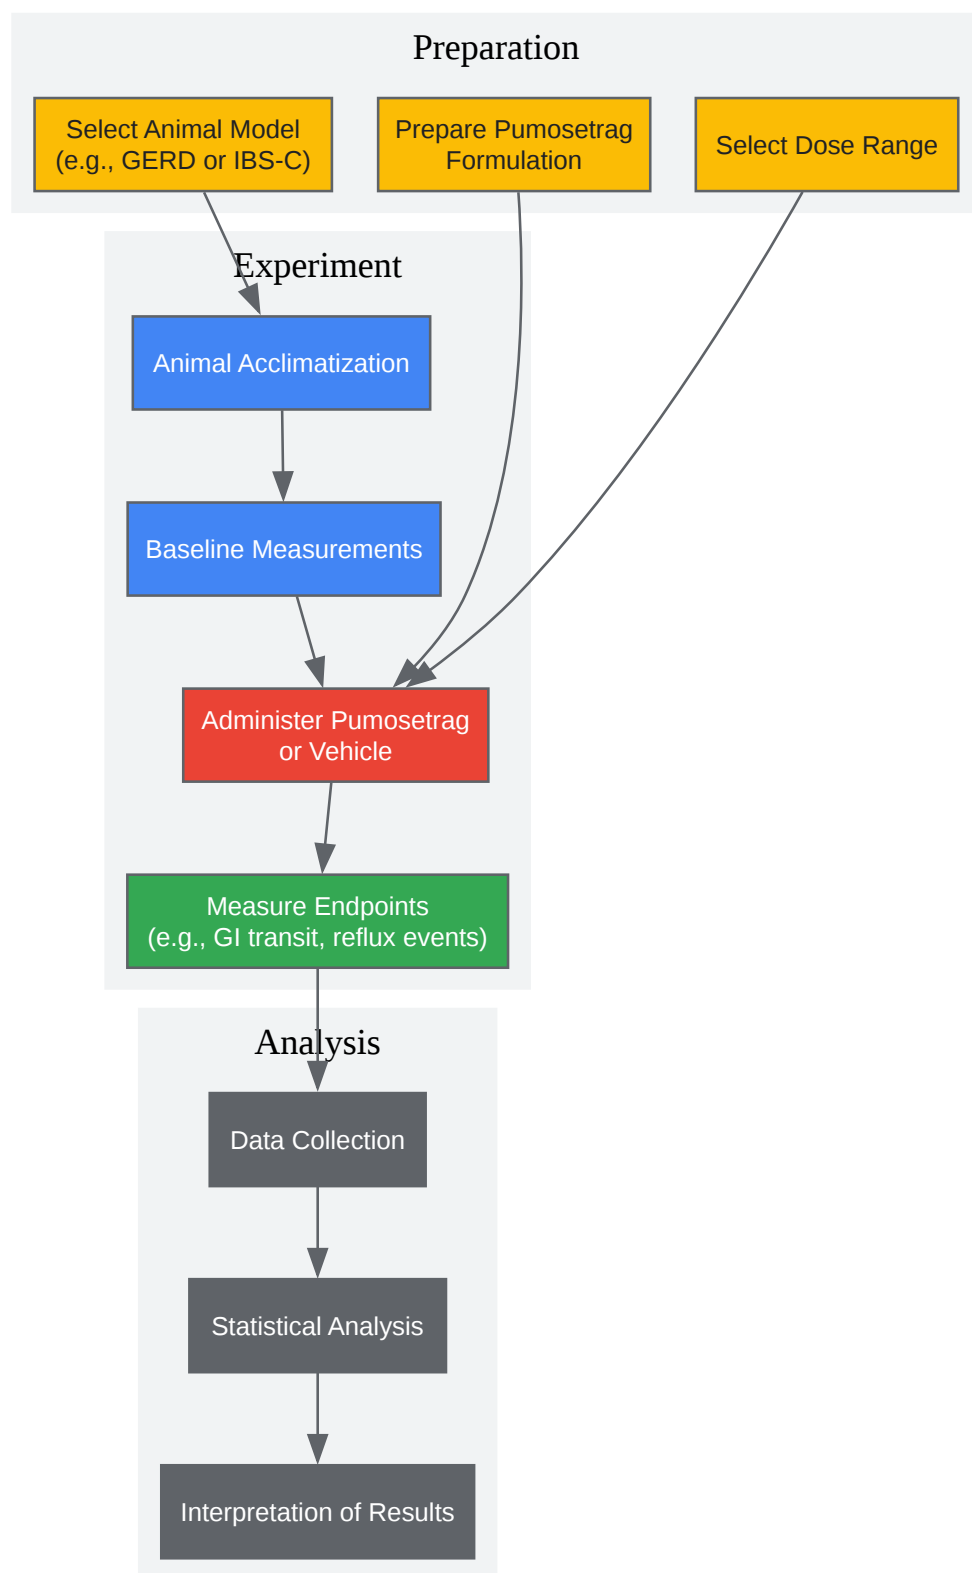 Preparation
Select Animal Model
(e.g., GERD or IBS-C)
Prepare Pumosetrag
Formulation
Select Dose Range
Experiment
Animal Acclimatization
Baseline Measurements
Administer Pumosetrag
or Vehicle
Measure Endpoints
(e.g., GI transit, reflux events)
Analysis
Data Collection
Statistical Analysis
Interpretation of Results